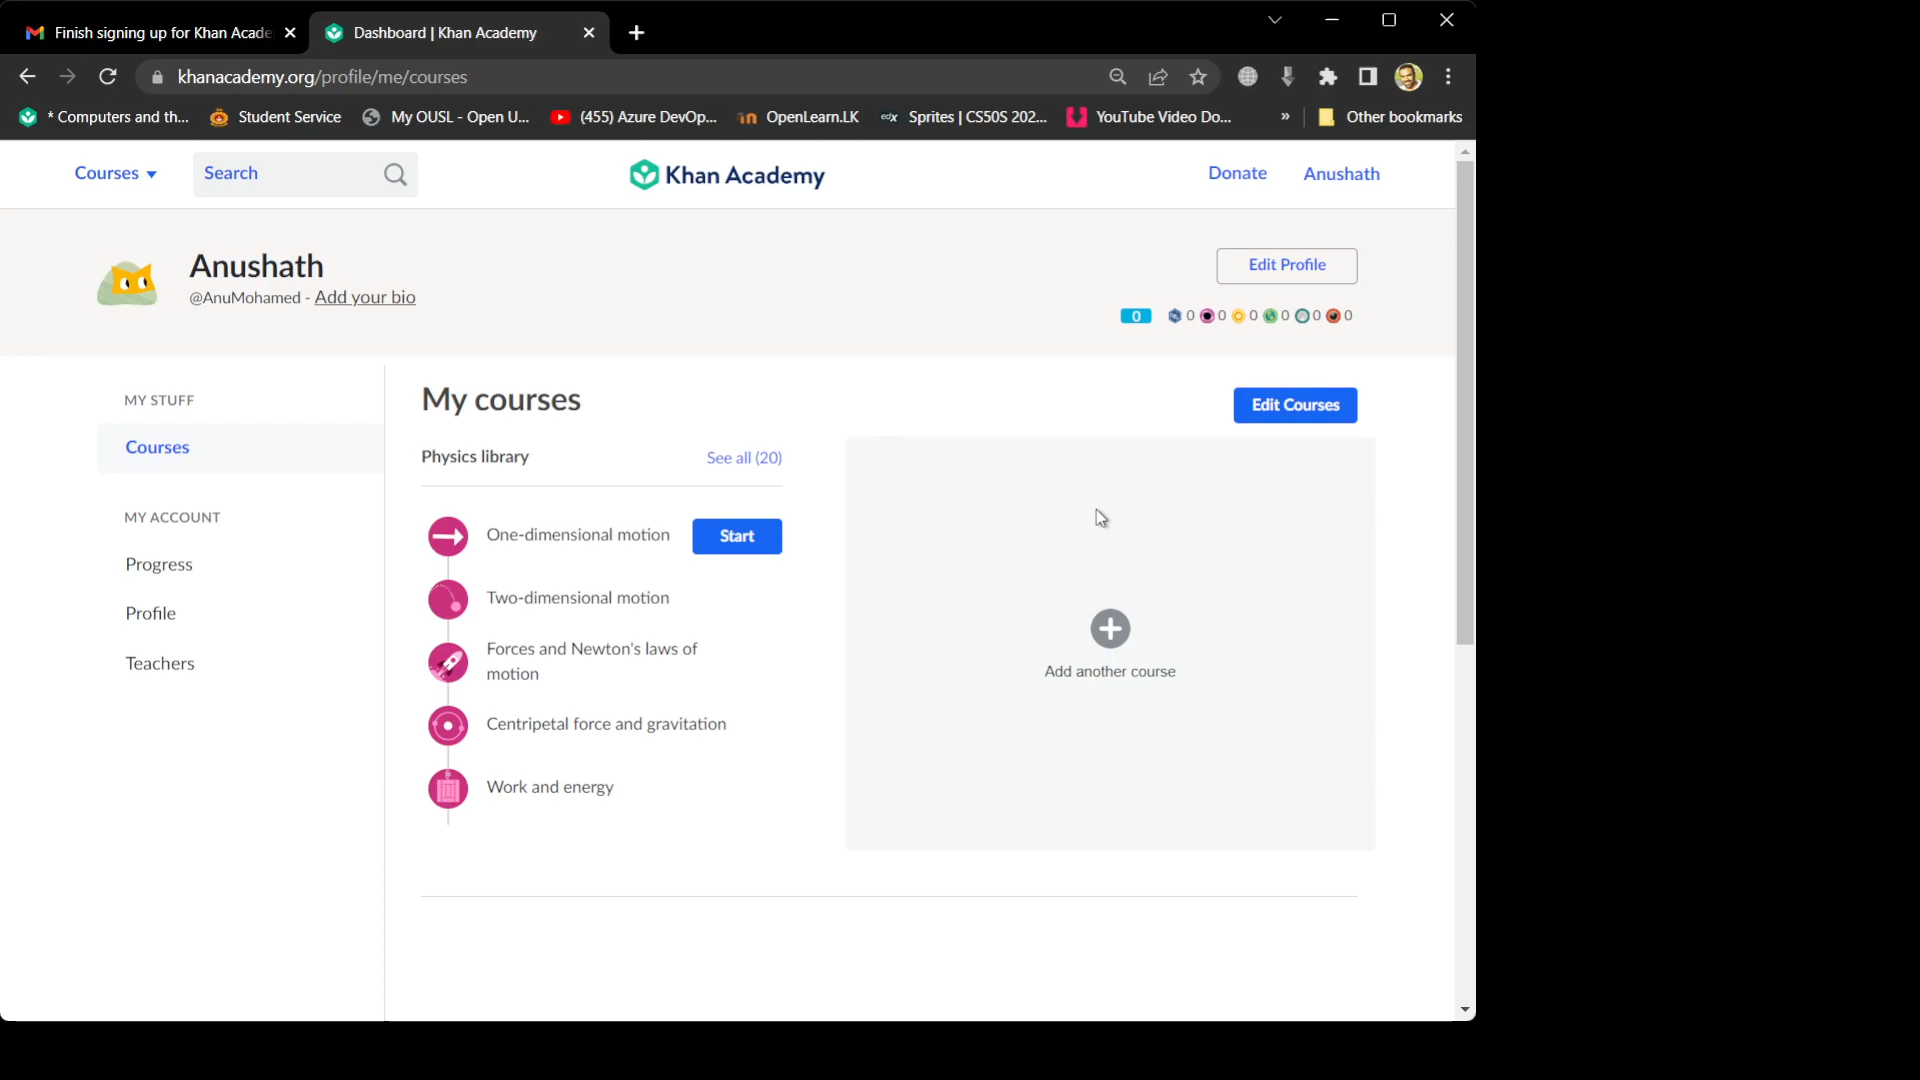 Finish signing up for Khan Acade
Dashboard | Khan Academy
khanacademy.org/profile/me/courses
* Computers and th...
Student Service
My OUSL - Open U...
(455) Azure DevOp...
OpenLearn.LK
edX
Sprites | CS50S 202...
YouTube Video Do...
»
Other bookmarks
Courses
Search
Khan Academy
Donate
Anushath
Anushath
@AnuMohamed - Add your bio
Edit Profile
0 0 0 0 0 0 0
MY STUFF
Courses
MY ACCOUNT
Progress
Profile
Teachers
My courses
Edit Courses
Physics library
See all (20)
One-dimensional motion
Start
Two-dimensional motion
Forces and Newton's laws of
motion
Centripetal force and gravitation
Work and energy
Add another course